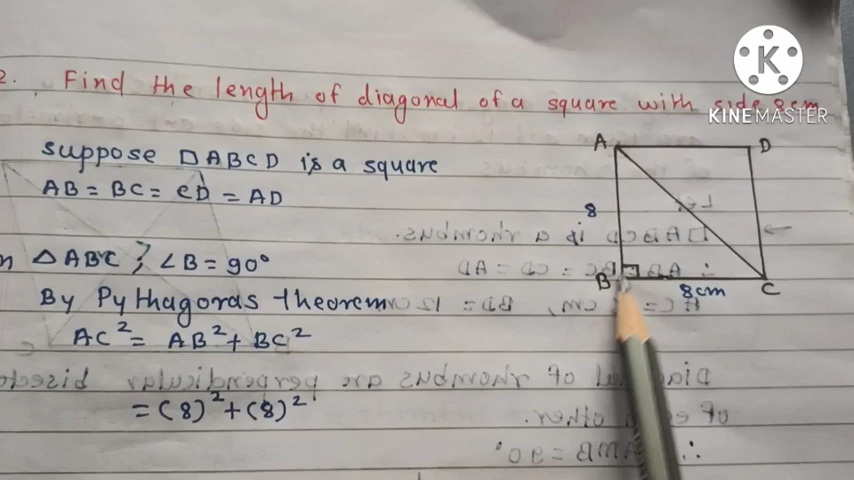 2. Find the length of diagonal of a square with side 8cm
suppose □ABCD is a square
AB = BC = CD = AD
In △ABC, ∠B = 90°
By Pythagoras theorem
AC² = AB² + BC²
= (8)² + (8)²
A
D
8
B
8cm
C
K
KINEMASTER